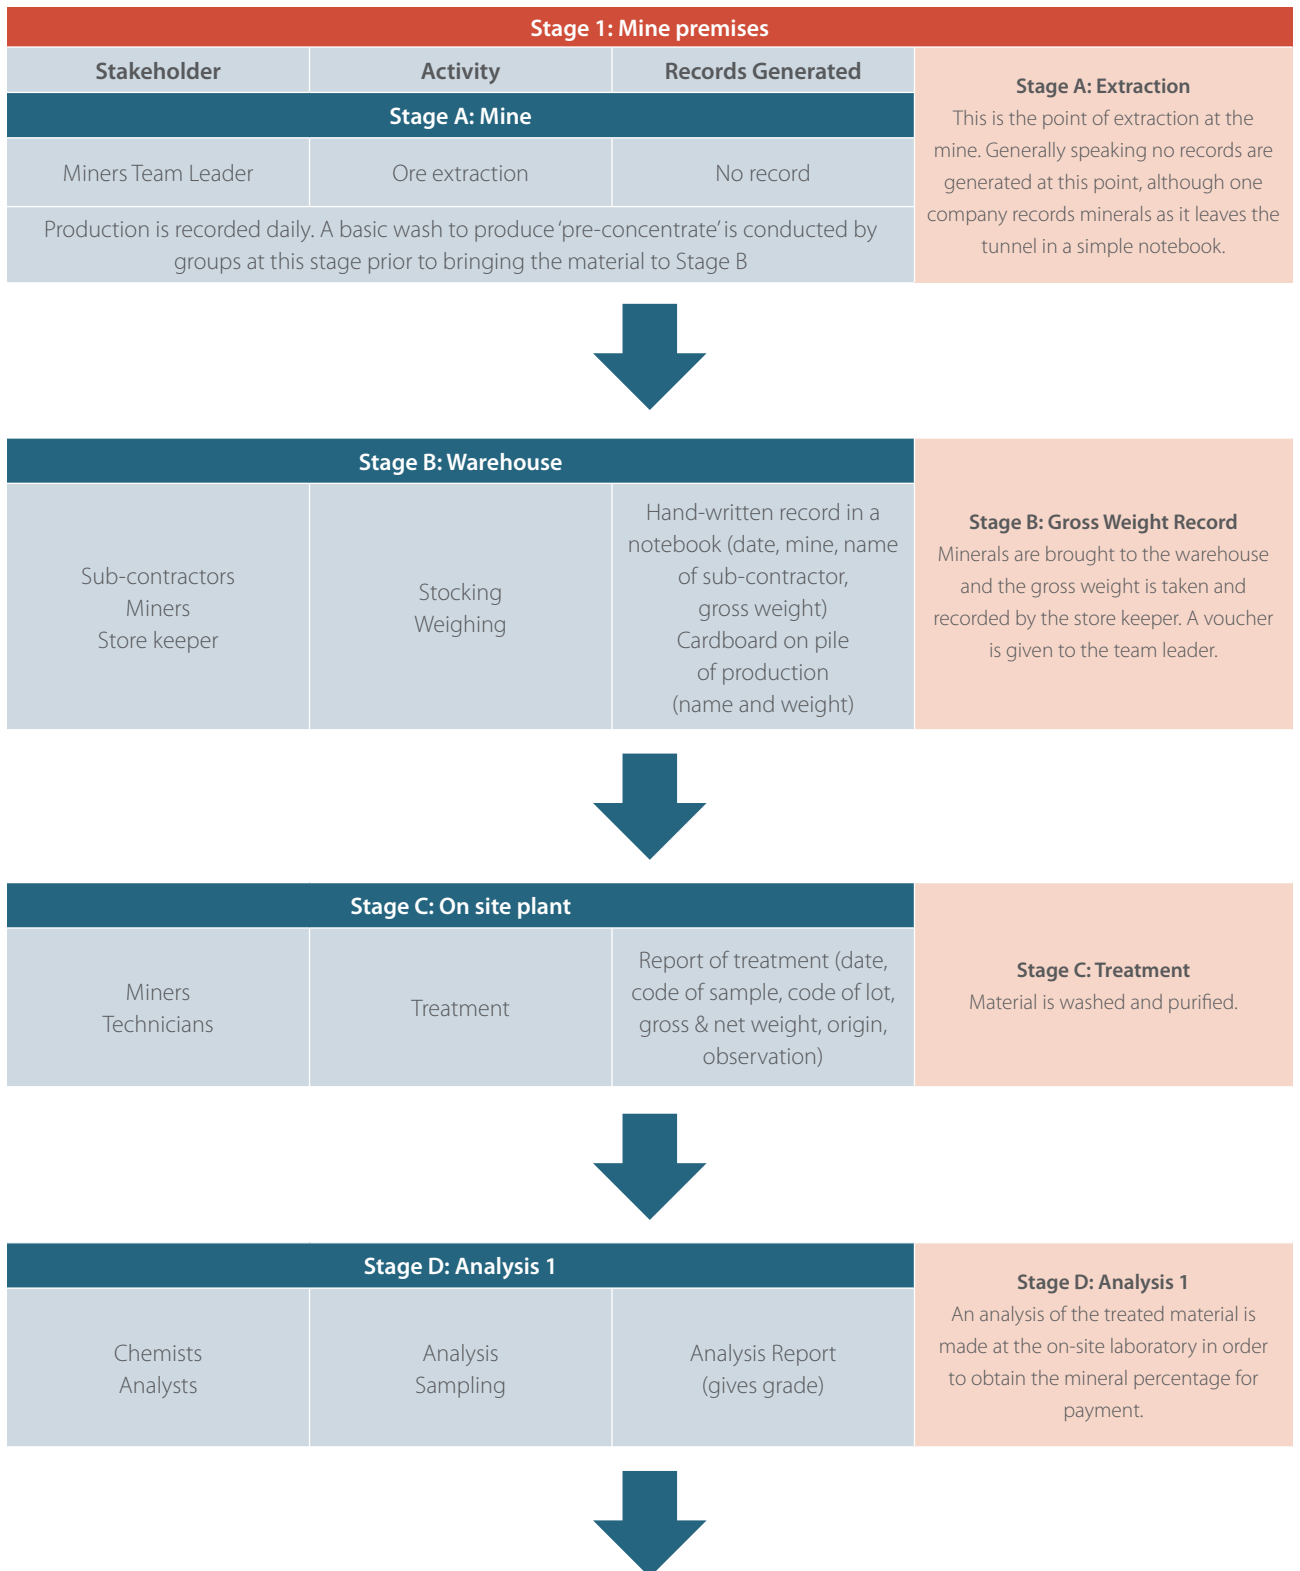 Stage 1: Mine premises
Stakeholder
Activity
Records Generated
Stage A: Mine
Miners Team Leader
Ore extraction
No record
Production is recorded daily. A basic wash to produce ‘pre-concentrate’ is conducted by
groups at this stage prior to bringing the material to Stage B
Stage A: Extraction
This is the point of extraction at the
mine. Generally speaking no records are
generated at this point, although one
company records minerals as it leaves the
tunnel in a simple notebook.
Stage B: Warehouse
Sub-contractors
Miners
Store keeper
Stocking
Weighing
Hand-written record in a
notebook (date, mine, name
of sub-contractor,
gross weight)
Cardboard on pile
of production
(name and weight)
Stage B: Gross Weight Record
Minerals are brought to the warehouse
and the gross weight is taken and
recorded by the store keeper. A voucher
is given to the team leader.
Stage C: On site plant
Miners
Technicians
Treatment
Report of treatment (date,
code of sample, code of lot,
gross & net weight, origin,
observation)
Stage C: Treatment
Material is washed and purified.
Stage D: Analysis 1
Chemists
Analysts
Analysis
Sampling
Analysis Report
(gives grade)
Stage D: Analysis 1
An analysis of the treated material is
made at the on-site laboratory in order
to obtain the mineral percentage for
payment.